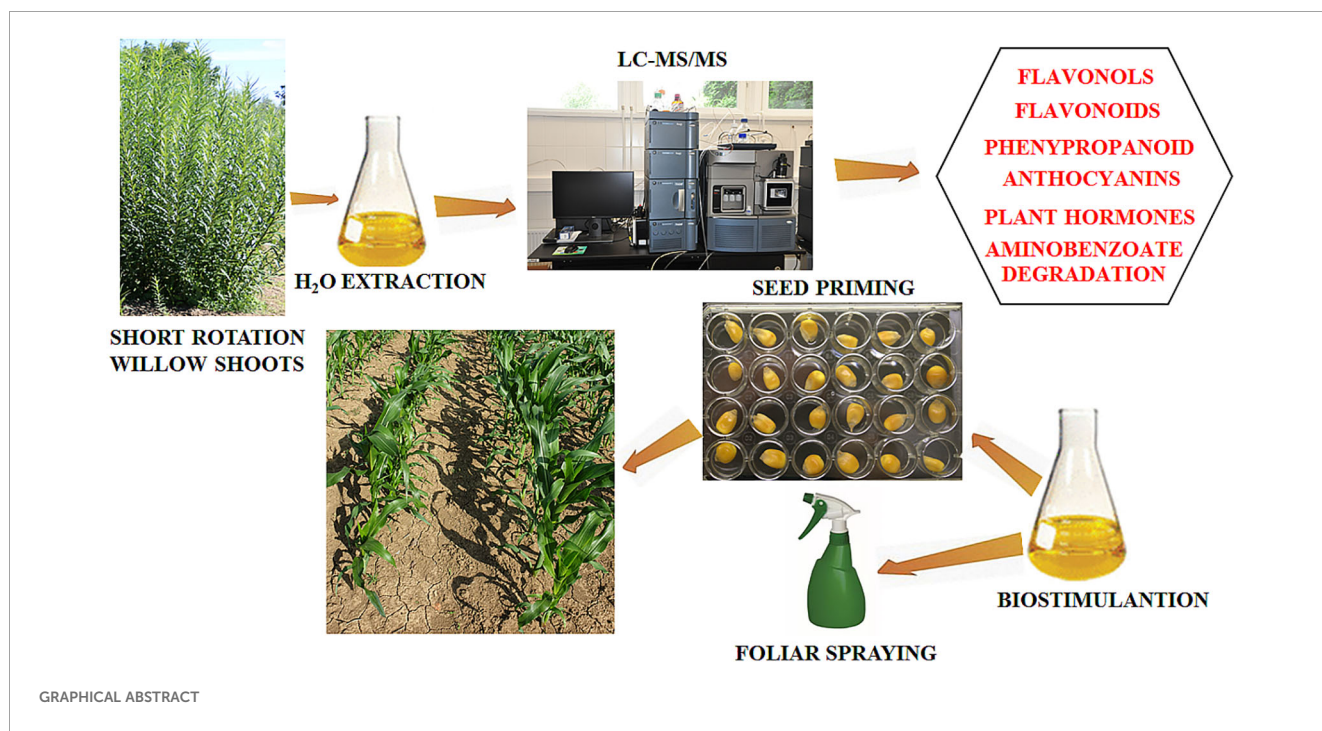 LC-MS/MS
FLAVONOLS
FLAVONOIDS
PHENYPROPANOID
ANTHOCYANINS
PLANT HORMONES
AMINOBENZOATE
DEGRADATION
H₂O EXTRACTION
SHORT ROTATION
WILLOW SHOOTS
SEED PRIMING
BIOSTIMULANTION
FOLIAR SPRAYING
GRAPHICAL ABSTRACT